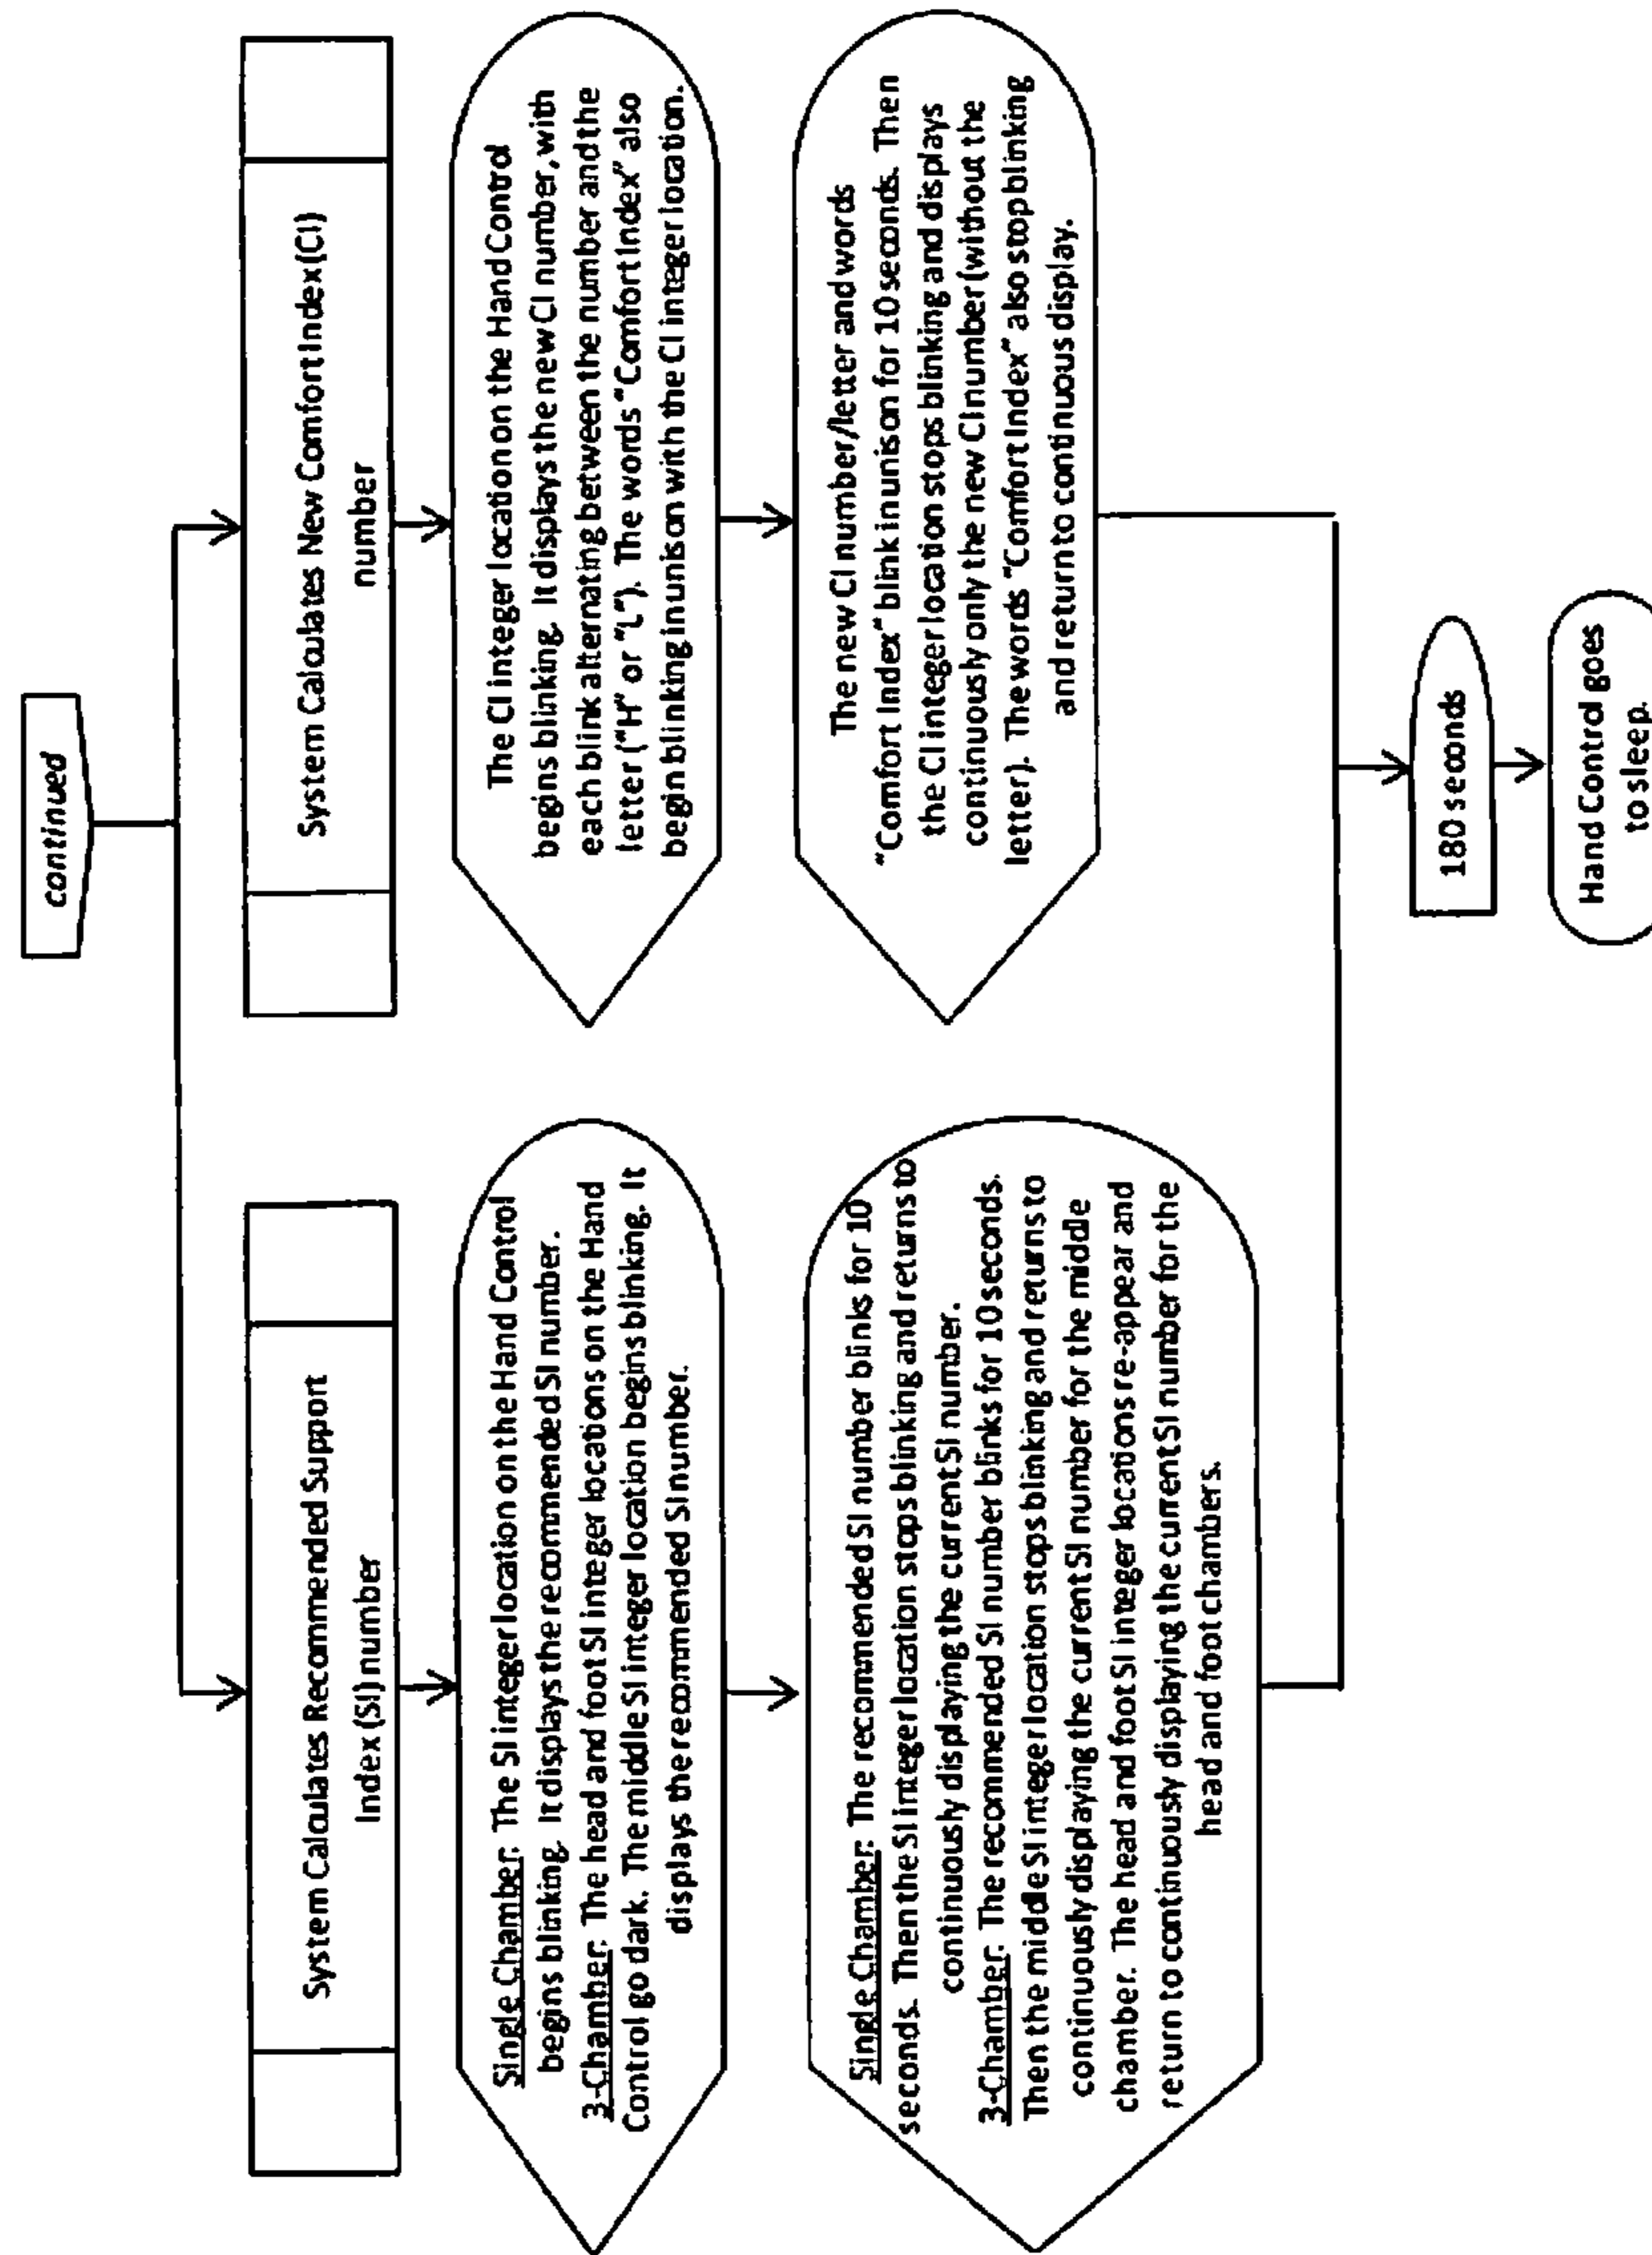 continued
System Calculates Recommended Support
Index (SI) number
Single Chamber: The SI integer location on the Hand Control
begins blinking. It displays the recommended SI number.
3-Chamber: The head and foot SI integer locations on the Hand
Control go dark. The middle SI integer location begins blinking. It
displays the recommended SI number.
Single Chamber: The recommended SI number blinks for 10
seconds. Then the SI integer location stops blinking and returns to
continuously displaying the current SI number.
3-Chamber: The recommended SI number blinks for 10 seconds.
Then the middle SI integer location stops blinking and returns to
continuously displaying the current SI number for the middle
chamber. The head and foot SI integer locations re-appear and
return to continuously displaying the current SI number for the
head and foot chambers.
System Calculates New Comfort Index (CI)
number
The CI integer location on the Hand Control
begins blinking. It displays the new CI number, with
each blink alternating between the number and the
letter ("H" or "L"). The words "Comfort Index" also
begin blinking in unison with the CI integer location.
The new CI number/letter and words
"Comfort Index" blink in unison for 10 seconds. Then
the CI integer location stops blinking and displays
continuously only the new CI number (without the
letter). The words "Comfort Index" also stop blinking
and return to continuous display.
180 seconds
Hand Control goes
to sleep.